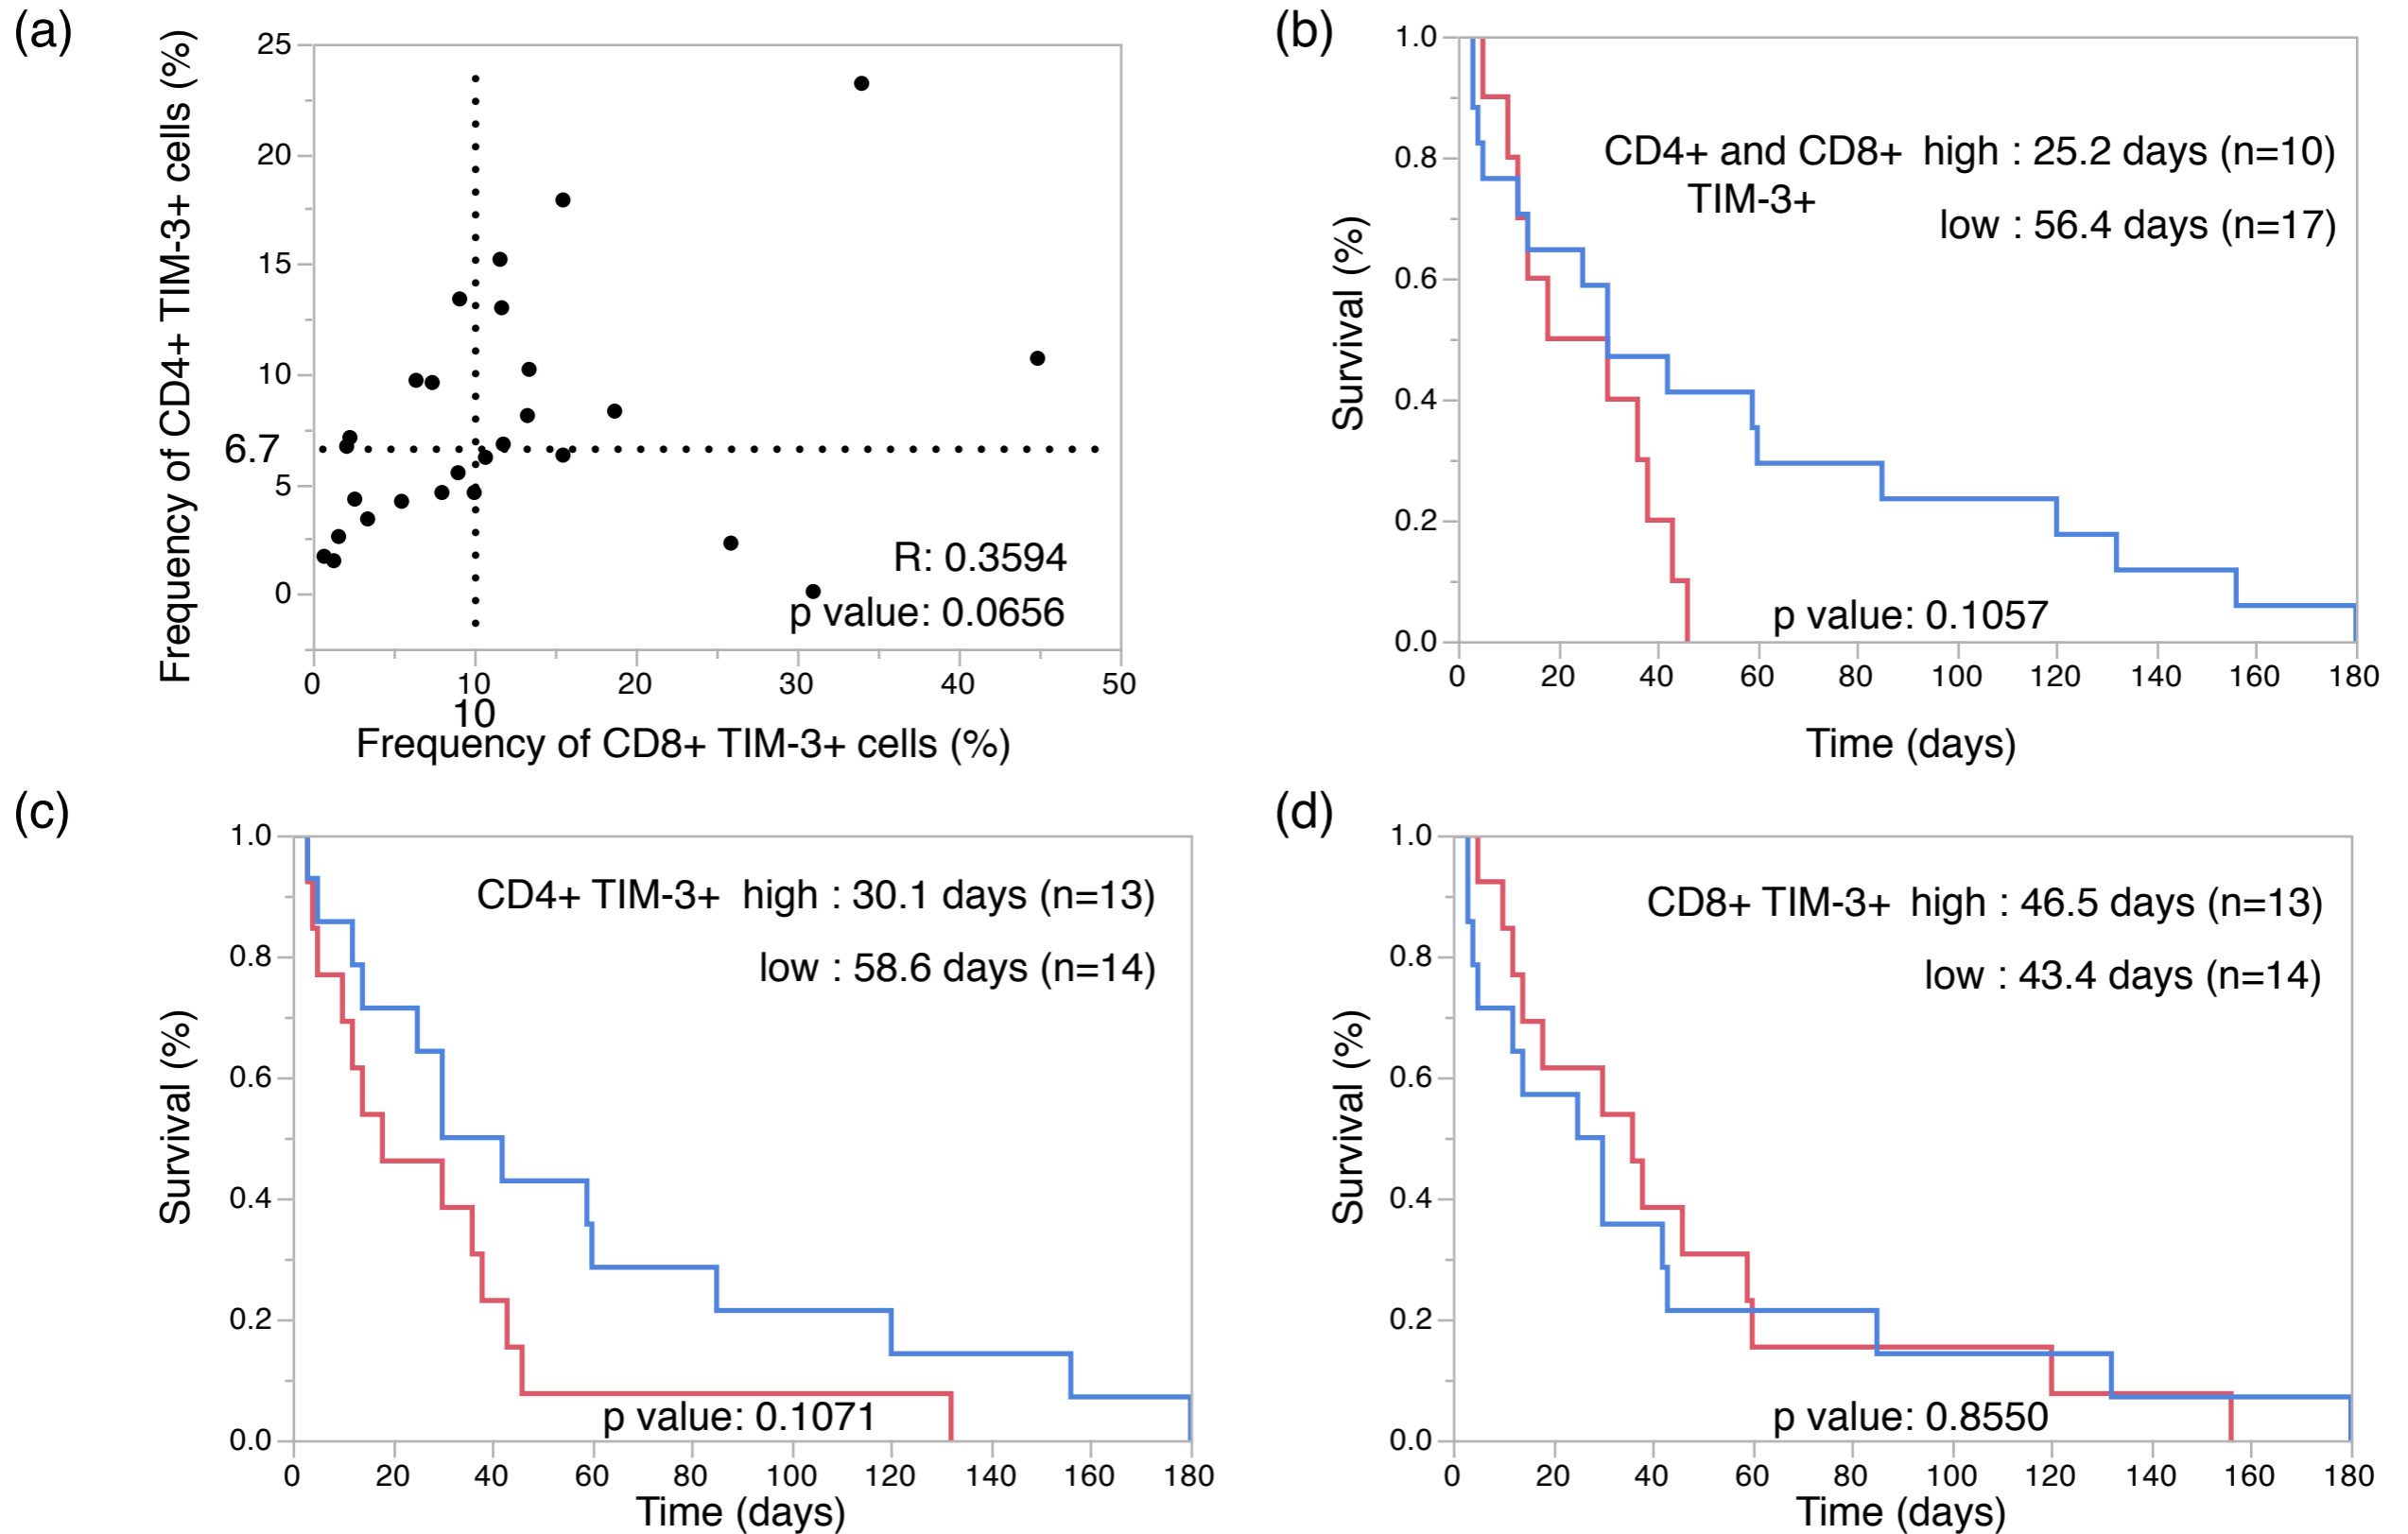 (a)
Frequency of CD4+ TIM-3+ cells (%)
25
20
15
10
6.7
5
0
R: 0.3594
p value: 0.0656
0 10 20 30 40 50
10
Frequency of CD8+ TIM-3+ cells (%)
(b)
Survival (%)
1.0
0.8
0.6
0.4
0.2
0.0
CD4+ and CD8+ high : 25.2 days (n=10)
TIM-3+
low : 56.4 days (n=17)
p value: 0.1057
0 20 40 60 80 100 120 140 160 180
Time (days)
(c)
Survival (%)
1.0
0.8
0.6
0.4
0.2
0.0
CD4+ TIM-3+ high : 30.1 days (n=13)
low : 58.6 days (n=14)
p value: 0.1071
0 20 40 60 80 100 120 140 160 180
Time (days)
(d)
Survival (%)
1.0
0.8
0.6
0.4
0.2
0.0
CD8+ TIM-3+ high : 46.5 days (n=13)
low : 43.4 days (n=14)
p value: 0.8550
0 20 40 60 80 100 120 140 160 180
Time (days)